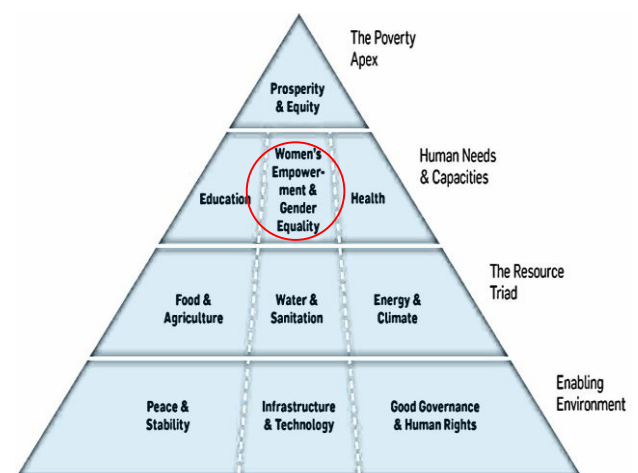 The Poverty
Apex
Prosperity
& Equity
Human Needs
& Capacities
Education
Women's
Empower-
ment &
Gender
Equality
Health
The Resource
Triad
Food &
Agriculture
Water &
Sanitation
Energy &
Climate
Enabling
Environment
Peace &
Stability
Infrastructure
& Technology
Good Governance
& Human Rights